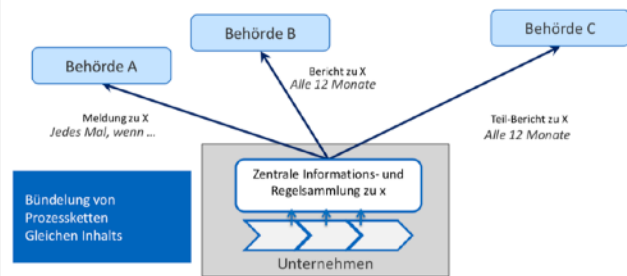 Behörde A
Behörde B
Behörde C
Meldung zu X
Jedes Mal, wenn ...
Bericht zu X
Alle 12 Monate
Teil-Bericht zu X
Alle 12 Monate
Zentrale Informations- und
Regelsammlung zu x
Unternehmen
Bündelung von
Prozessketten
Gleichen Inhalts